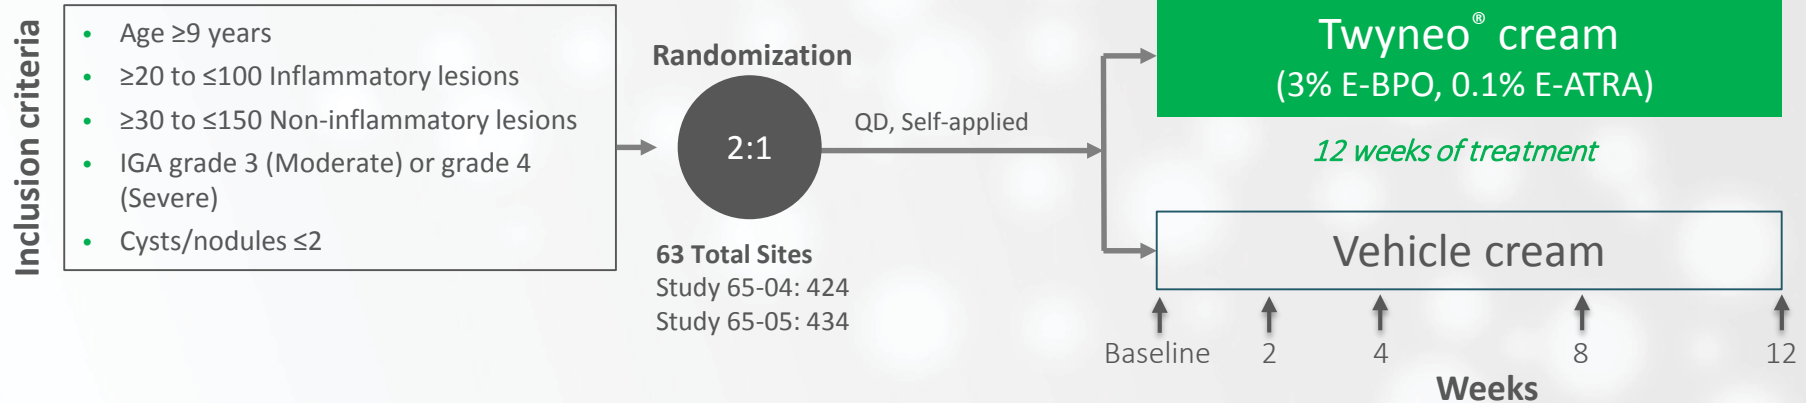 Inclusion criteria
• Age ≥9 years
• ≥20 to ≤100 Inflammatory lesions
• ≥30 to ≤150 Non-inflammatory lesions
• IGA grade 3 (Moderate) or grade 4
(Severe)
• Cysts/nodules ≤2
Randomization
2:1
63 Total Sites
Study 65-04: 424
Study 65-05: 434
QD, Self-applied
Twyneo® cream
(3% E-BPO, 0.1% E-ATRA)
12 weeks of treatment
Vehicle cream
Baseline 2 4 8 12
Weeks